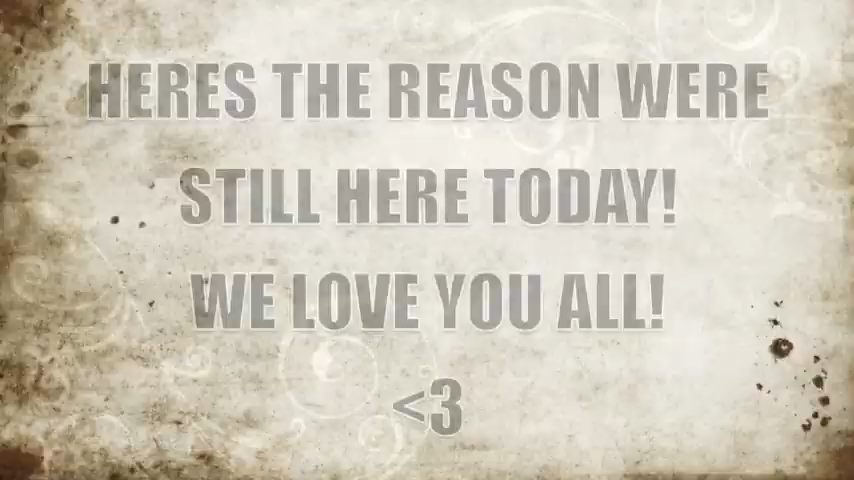 HERES THE REASON WERE
STILL HERE TODAY!
WE LOVE YOU ALL!
<3